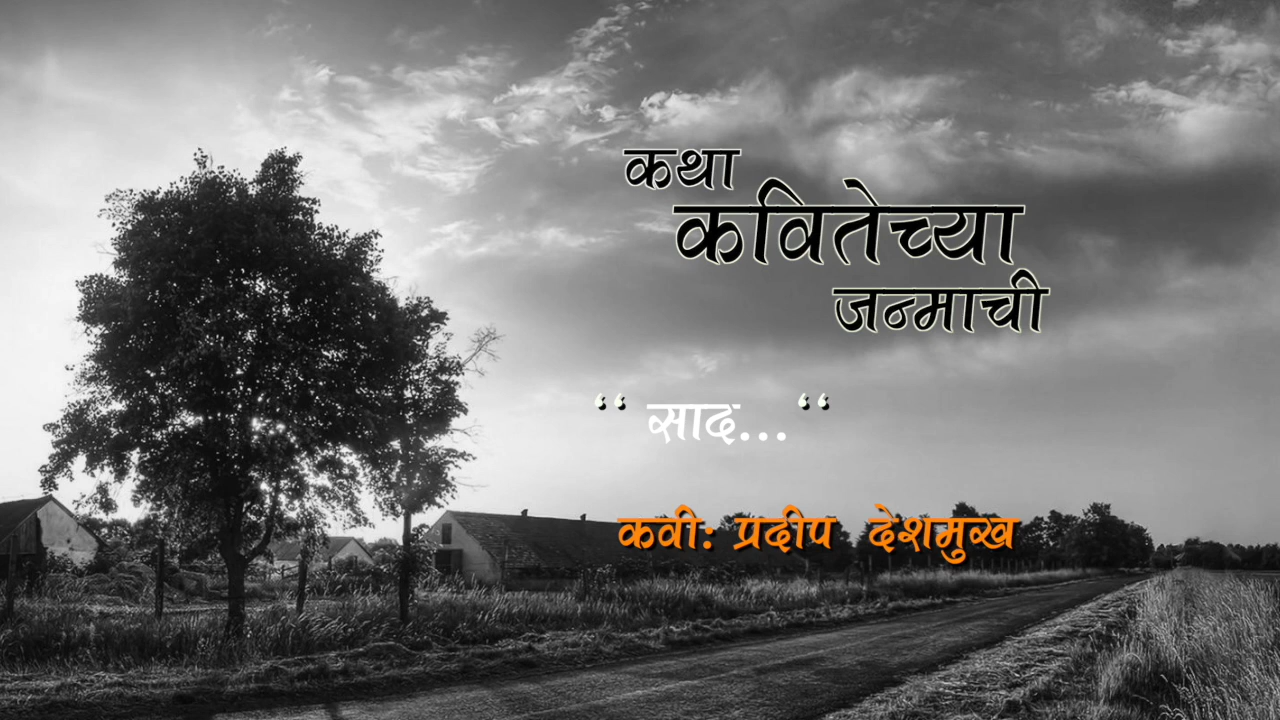 कथा
कवितेच्या
जन्माची
“ साद... “
कवी: प्रदीप देशमुख